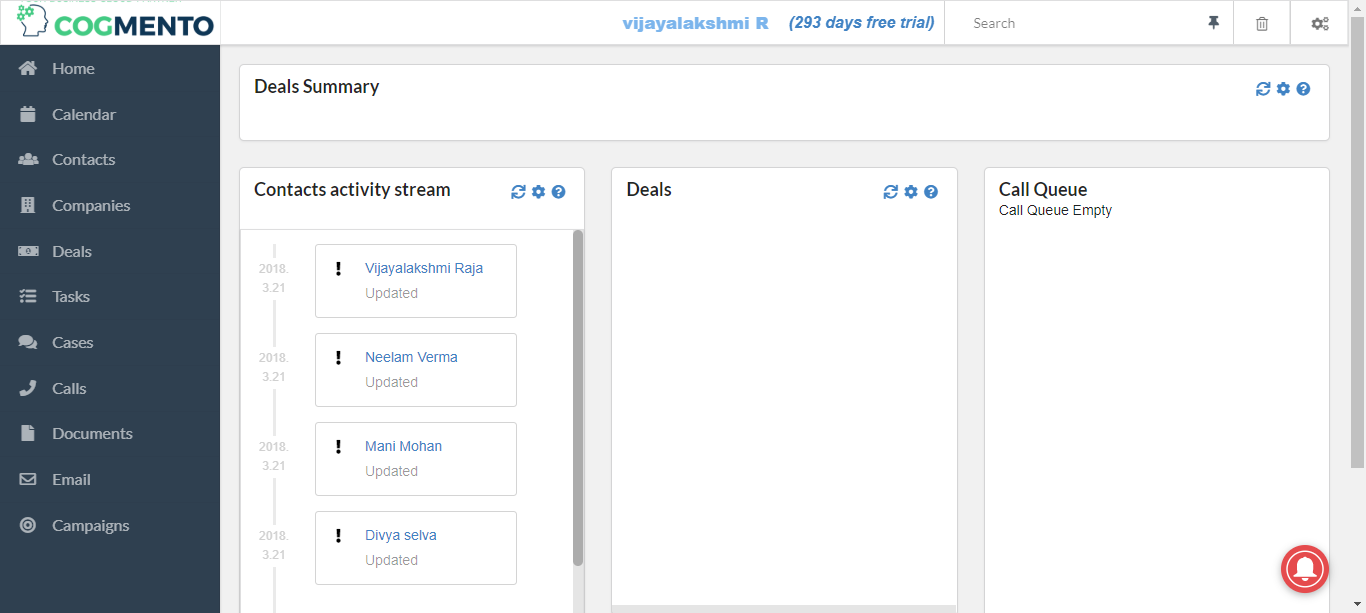 COGMENTO
vijayalakshmi R
(293 days free trial)
Search
Home
Calendar
Contacts
Companies
Deals
Tasks
Cases
Calls
Documents
Email
Campaigns
Deals Summary
Contacts activity stream
2018.
3.21
Vijayalakshmi Raja
Updated
2018.
3.21
Neelam Verma
Updated
2018.
3.21
Mani Mohan
Updated
2018.
3.21
Divya selva
Updated
Deals
Call Queue
Call Queue Empty